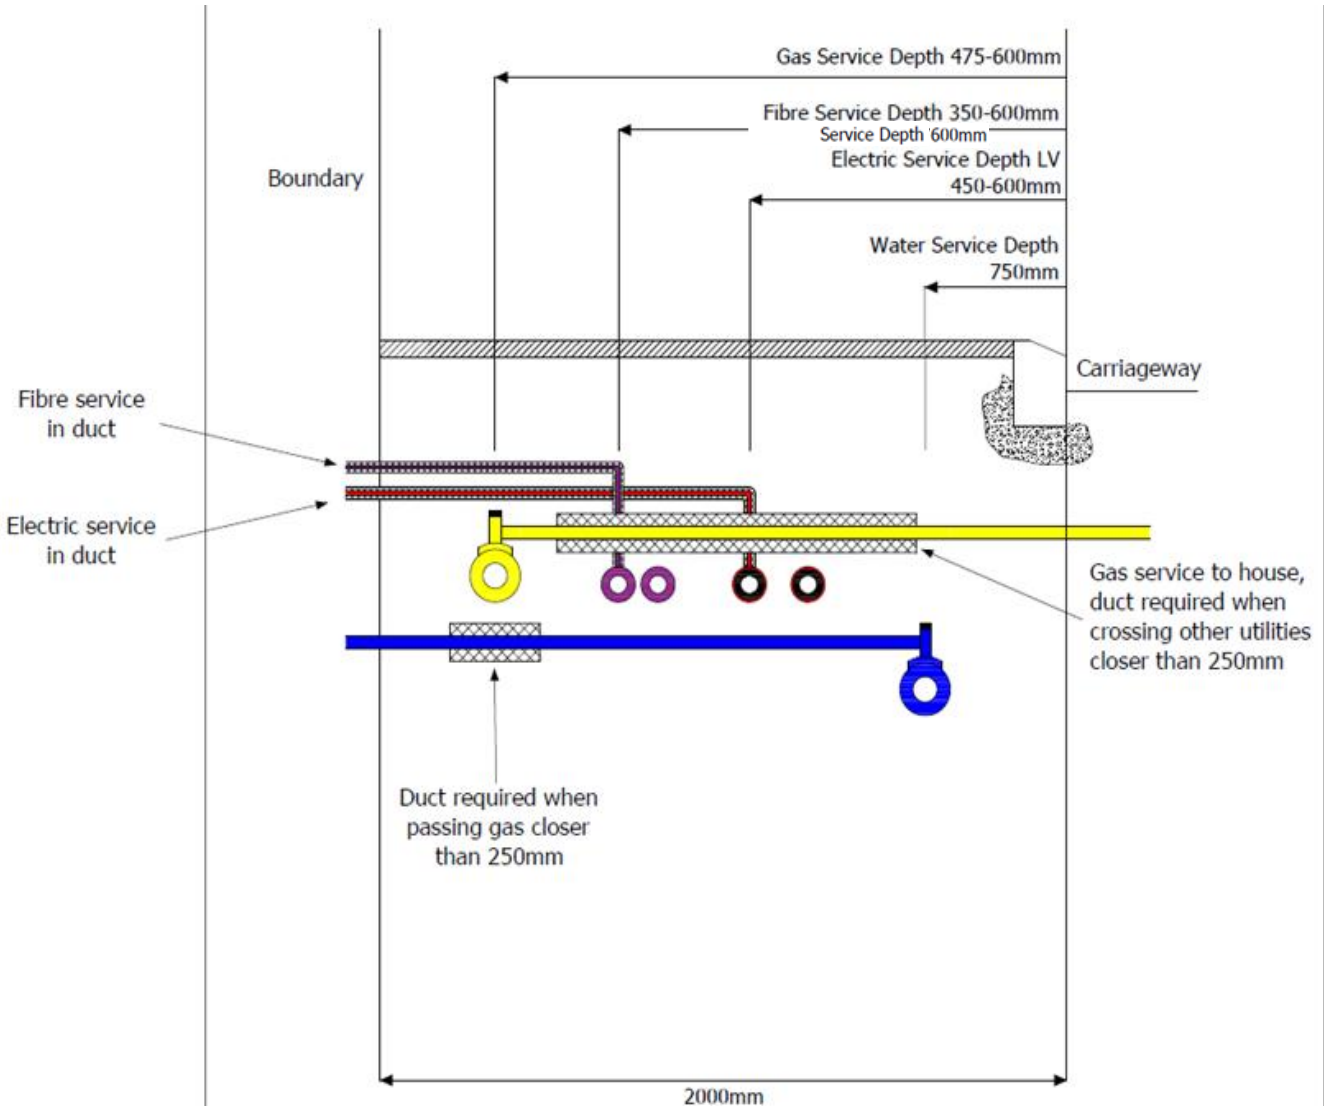 Gas Service Depth 475-600mm
Fibre Service Depth 350-600mm
Service Depth 600mm
Electric Service Depth LV
450-600mm
Boundary
Water Service Depth
750mm
Carriageway
Fibre service
in duct
Electric service
in duct
Gas service to house,
duct required when
crossing other utilities
closer than 250mm
Duct required when
passing gas closer
than 250mm
2000mm